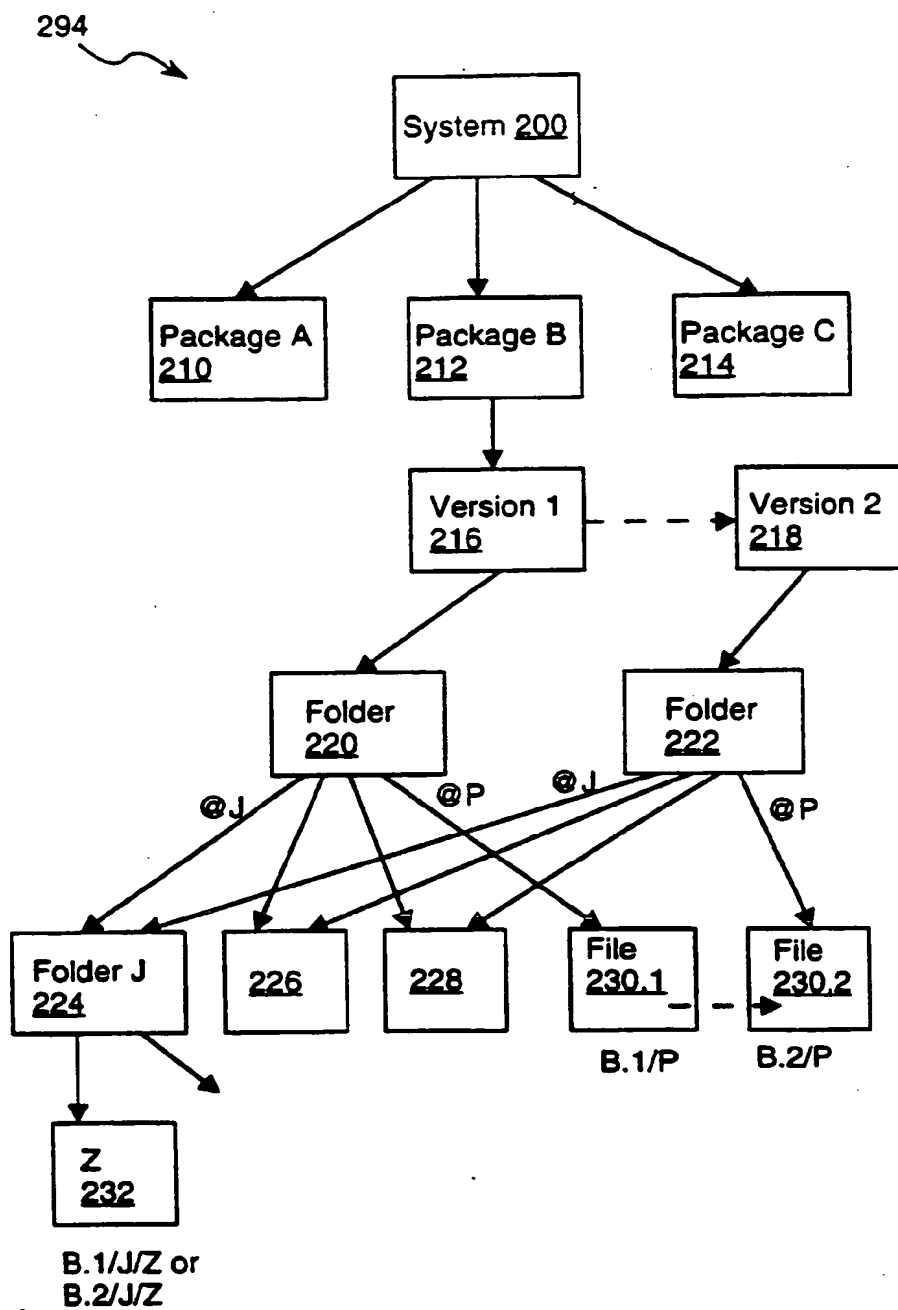 294
System 200
Package A
210
Package B
212
Package C
214
Version 1
216
Version 2
218
Folder
220
Folder
222
@J
@P
@J
@P
Folder J
224
226
228
File
230.1
File
230.2
B.1/P
B.2/P
Z
232
B.1/J/Z or
B.2/J/Z